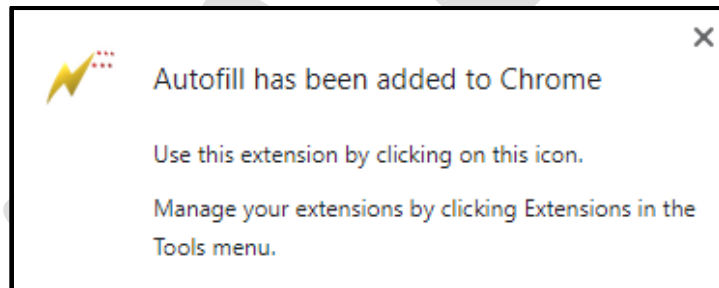 Autofill has been added to Chrome
Use this extension by clicking on this icon.
Manage your extensions by clicking Extensions in the
Tools menu.